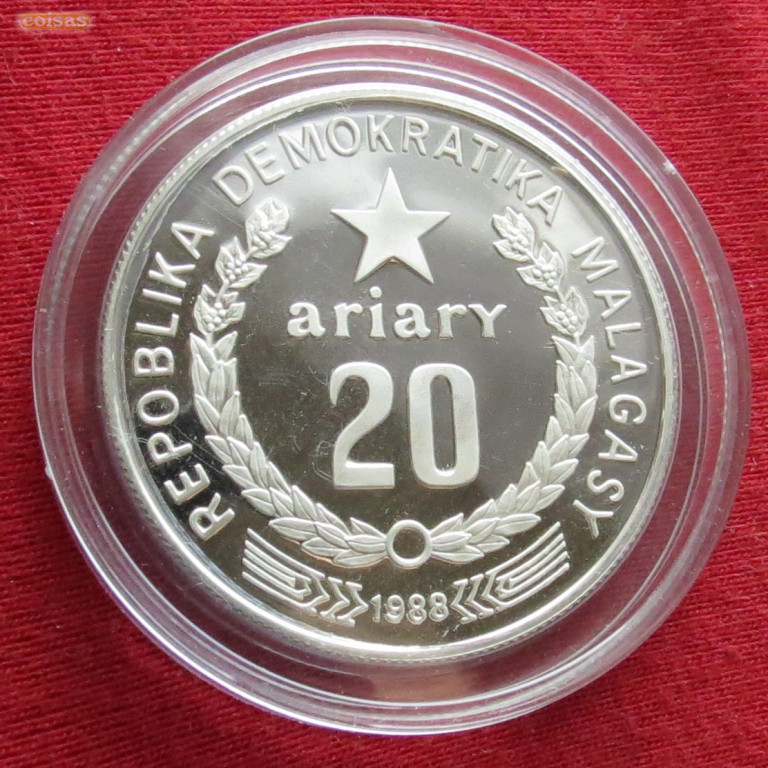 coisas
REPOBLIKA DEMOKRATIKA MALAGASY
ariary
20
1988